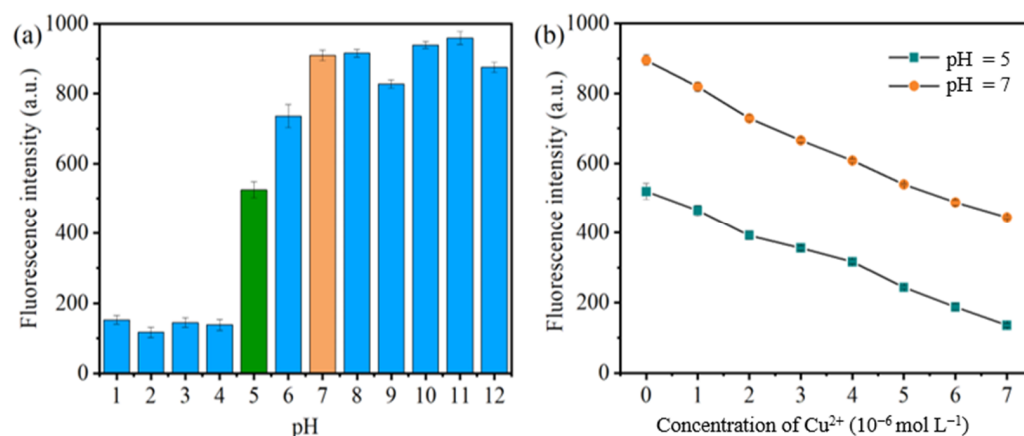 (a)
Fluorescence intensity (a.u.)
1000
800
600
400
200
0
1 2 3 4 5 6 7 8 9 10 11 12
pH
(b)
Fluorescence intensity (a.u.)
1000
800
600
400
200
0
pH = 5
pH = 7
0 1 2 3 4 5 6 7
Concentration of Cu²⁺ (10⁻⁶ mol L⁻¹)